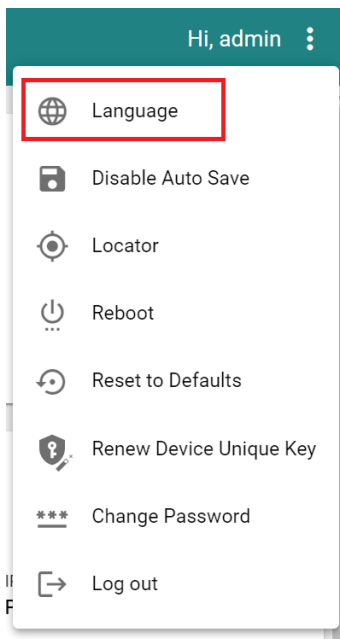 Hi, admin
Language
Disable Auto Save
Locator
Reboot
Reset to Defaults
Renew Device Unique Key
***
Change Password
Log out